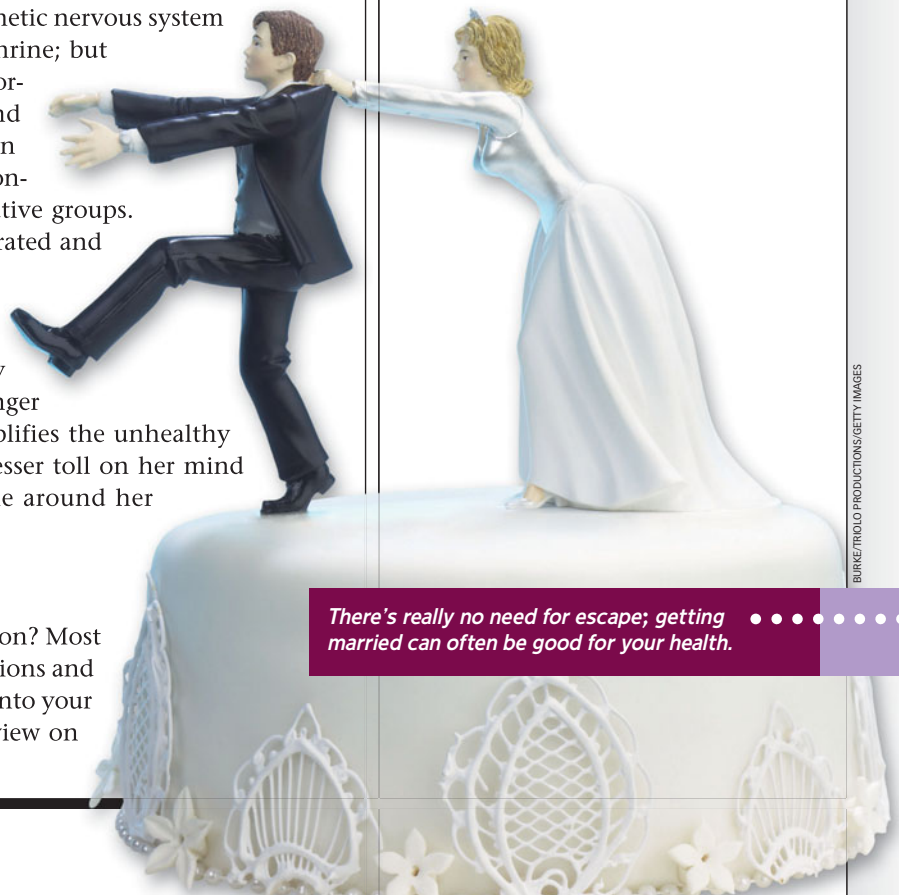 netic nervous system
hrine; but
or-
nd
n
on-
tive groups.
rated and
y
nger
plifies the unhealthy
esser toll on her mind
e around her
on? Most
ions and
nto your
view on
BURKE/TRIOLO PRODUCTIONS/GETTY IMAGES
There's really no need for escape; getting
married can often be good for your health.